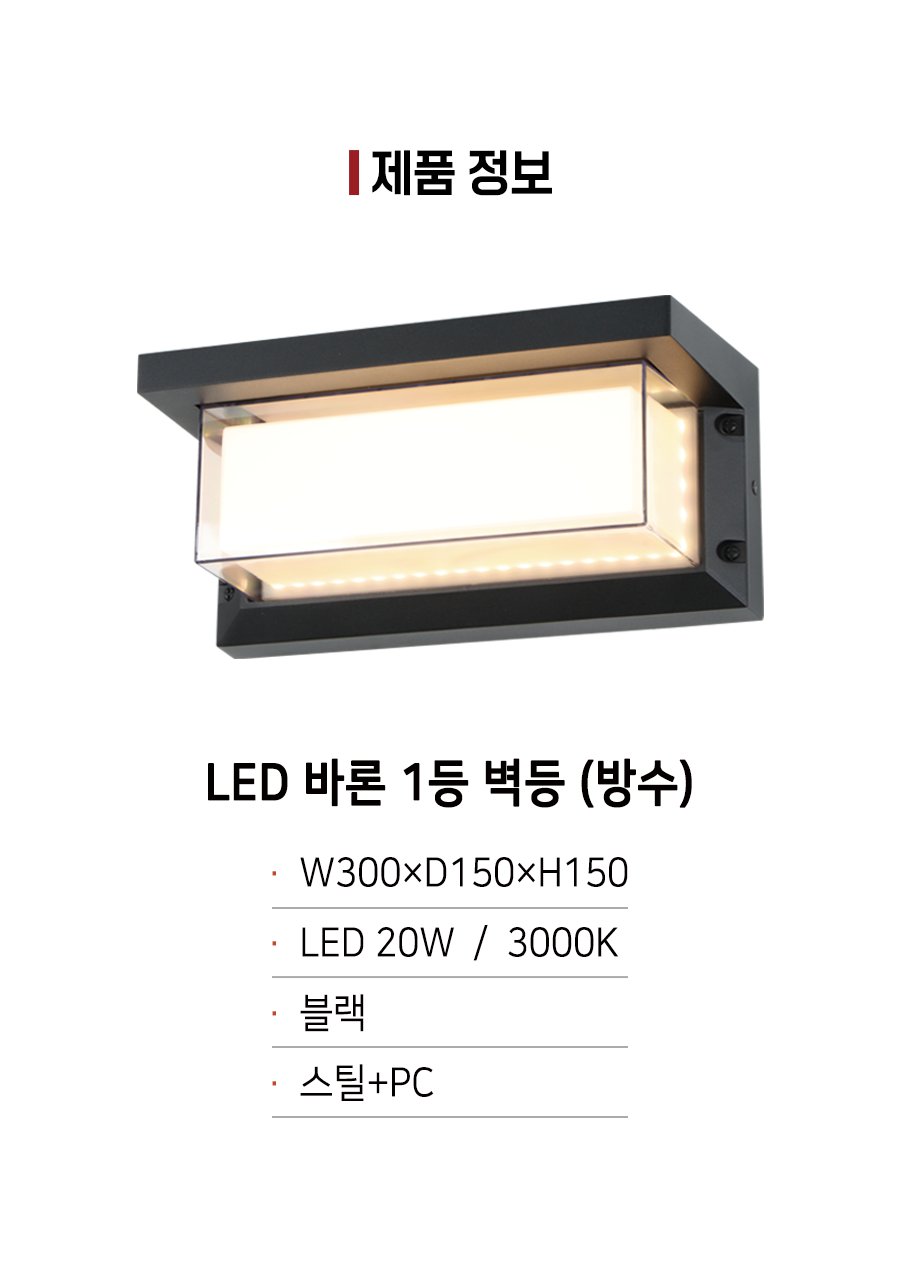 제품 정보
LED 바론 1등 벽등 (방수)
· W300×D150×H150
· LED 20W / 3000K
· 블랙
· 스틸+PC